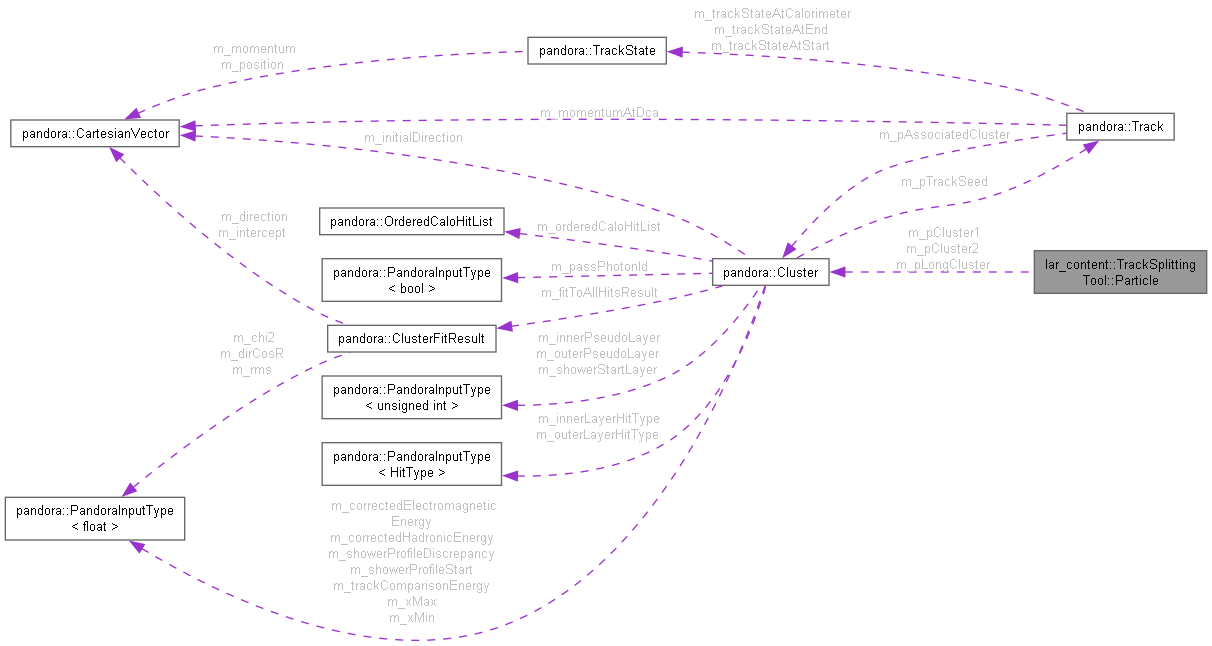 m_trackStateAtCalorimeter
m_trackStateAtEnd
m_trackStateAtStart
m_momentum
m_position
pandora::TrackState
m_momentumAtDca
pandora::CartesianVector
pandora::Track
m_initialDirection
m_pAssociatedCluster
m_pTrackSeed
m_direction
m_intercept
pandora::OrderedCaloHitList
m_orderedCaloHitList
m_pCluster1
m_pCluster2
m_pLongCluster
pandora::PandoraInputType
< bool >
m_passPhotonId
pandora::Cluster
lar_content::TrackSplitting
Tool::Particle
m_fitToAllHitsResult
m_chi2
m_dirCosR
m_rms
pandora::ClusterFitResult
m_innerPseudoLayer
m_outerPseudoLayer
m_showerStartLayer
pandora::PandoraInputType
< unsigned int >
m_innerLayerHitType
m_outerLayerHitType
pandora::PandoraInputType
< HitType >
pandora::PandoraInputType
< float >
m_correctedElectromagnetic
Energy
m_correctedHadronicEnergy
m_showerProfileDiscrepancy
m_showerProfileStart
m_trackComparisonEnergy
m_xMax
m_xMin